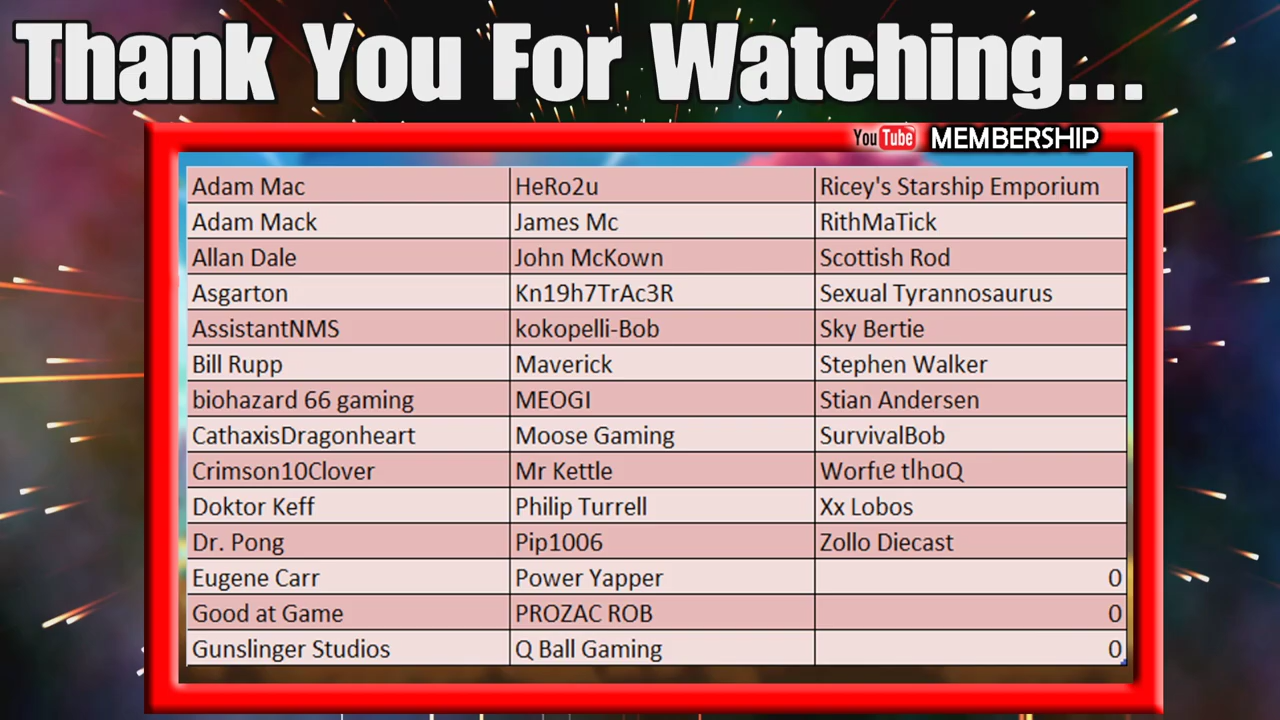 Thank You For Watching...
YouTube MEMBERSHIP
Adam Mac HeRo2u Ricey's Starship Emporium
Adam Mack James Mc RithMaTick
Allan Dale John McKown Scottish Rod
Asgarton Kn19h7TrAc3R Sexual Tyrannosaurus
AssistantNMS kokopelli-Bob Sky Bertie
Bill Rupp Maverick Stephen Walker
biohazard 66 gaming MEOGI Stian Andersen
CathaxisDragonheart Moose Gaming SurvivalBob
Crimson10Clover Mr Kettle Worfιҽ tlhαQ
Doktor Keff Philip Turrell Xx Lobos
Dr. Pong Pip1006 Zollo Diecast
Eugene Carr Power Yapper 0
Good at Game PROZAC ROB 0
Gunslinger Studios Q Ball Gaming 0